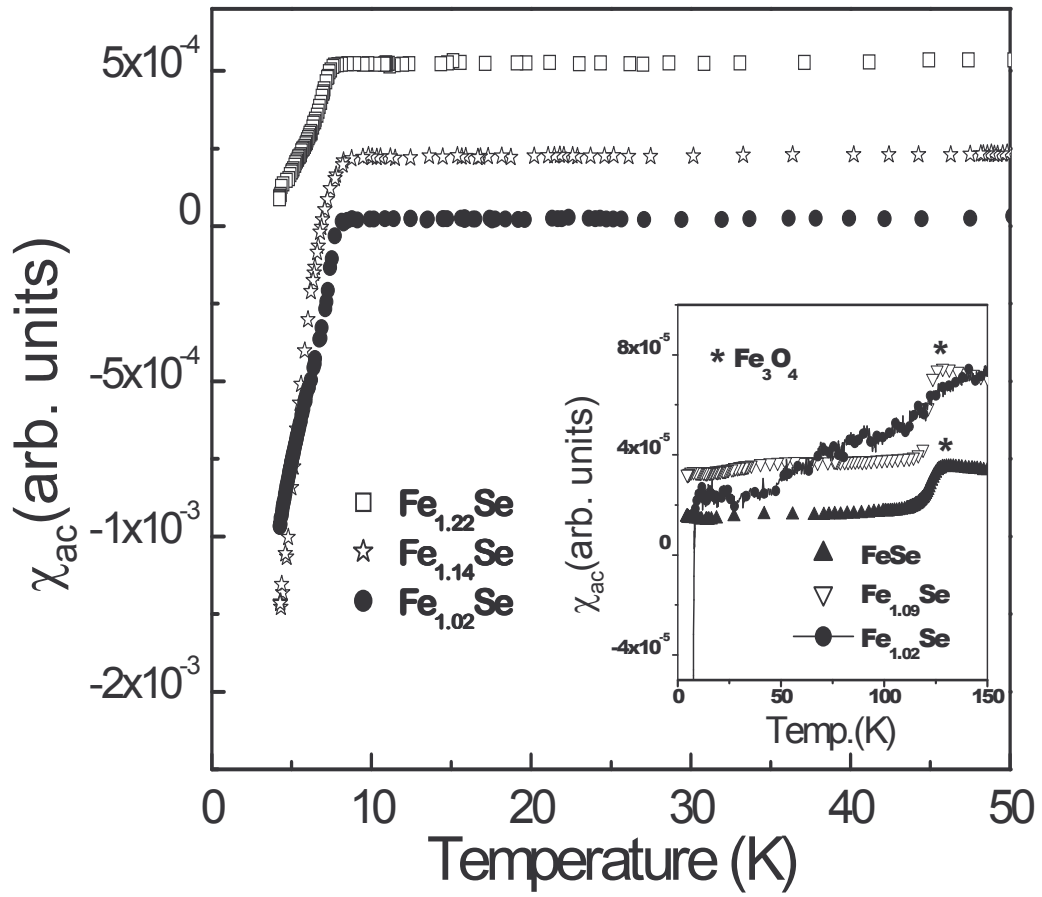 5x10⁻⁴
0
-5x10⁻⁴
-1x10⁻³
-2x10⁻³
χac(arb. units)
Fe1.22Se
Fe1.14Se
Fe1.02Se
0 10 20 30 40 50
Temperature (K)
8x10⁻⁵
4x10⁻⁵
0
-4x10⁻⁵
χac(arb. units)
* Fe3O4
*
*
FeSe
Fe1.09Se
Fe1.02Se
0 50 100 150
Temp.(K)